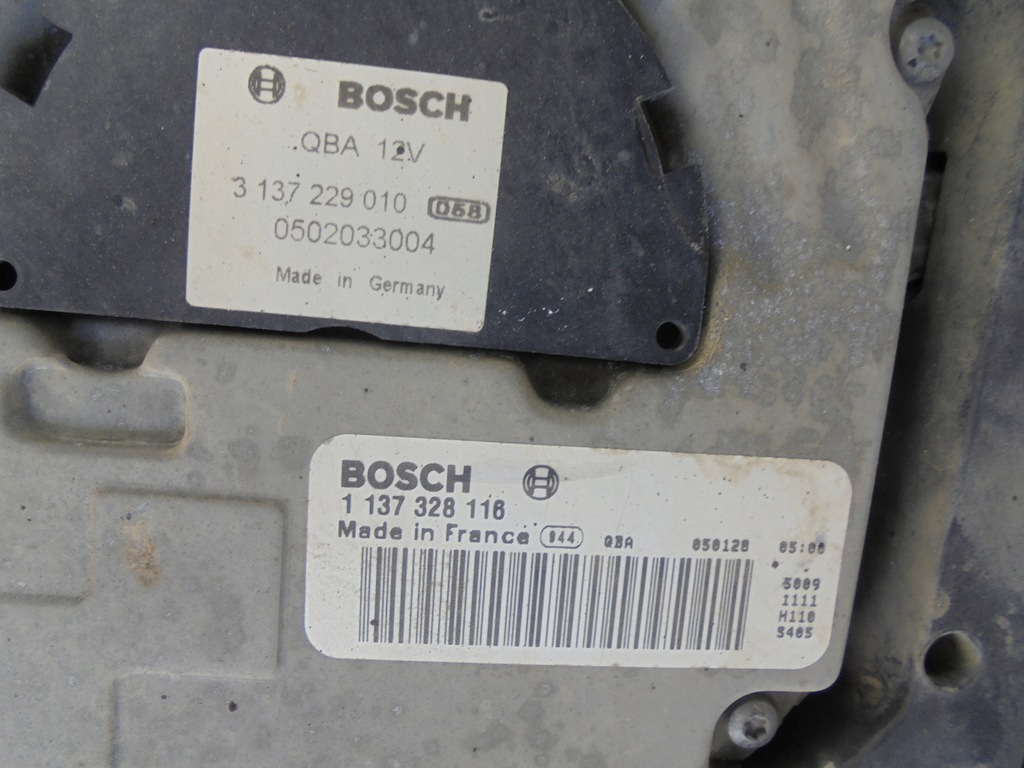 BOSCH
QBA 12V
3 137 229 010 068
0502033004
Made in Germany
BOSCH
1 137 328 116
Made in France 944 QBA 050128 05:00
5009
I111
H110
S405